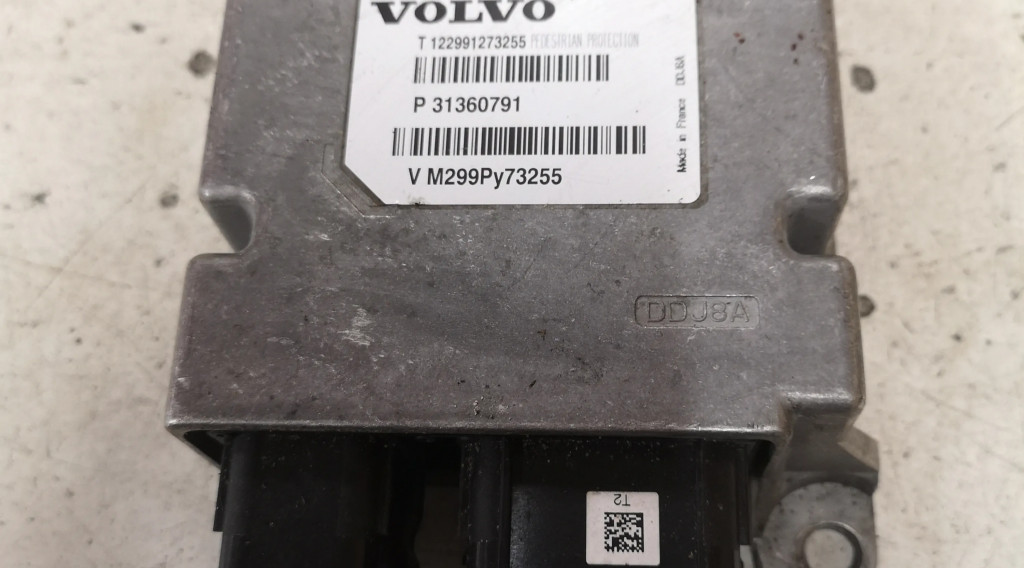 VOLVO
T 122991273255 PEDESTRIAN PROTECTION
P 31360791
V M299Py73255
Made in France DDJ8A
DDJ8A
T2